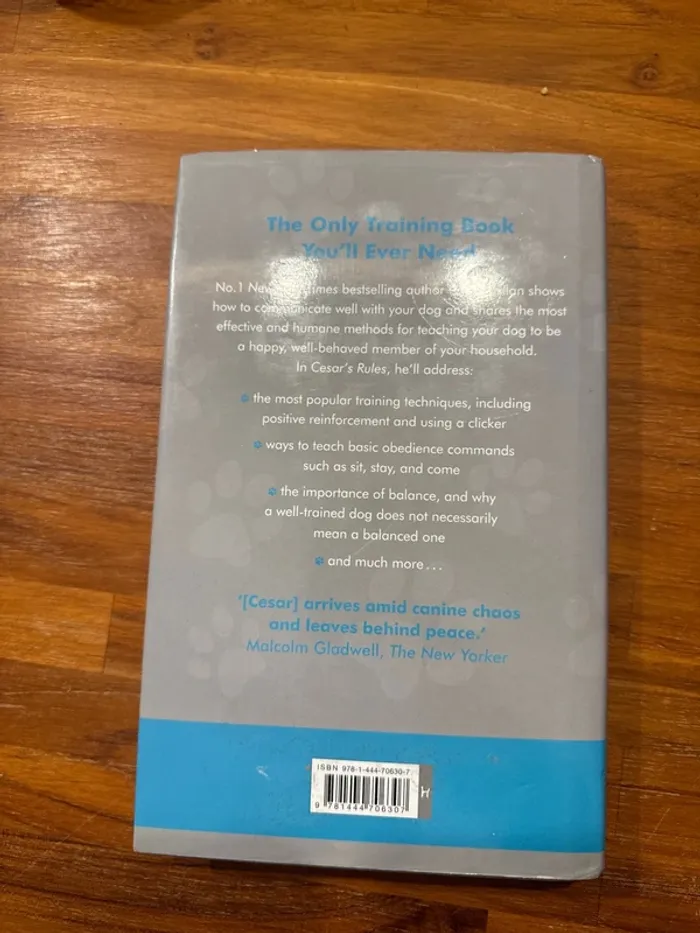 The Only Training Book
You'll Ever Need
No.1 New Times bestselling author shows
how to communicate well with your dog and shares the most
effective and humane methods for teaching your dog to be
a happy, well-behaved member of your household.
In Cesar's Rules, he'll address:
the most popular training techniques, including
positive reinforcement and using a clicker
ways to teach basic obedience commands
such as sit, stay, and come
the importance of balance, and why
a well-trained dog does not necessarily
mean a balanced one
and much more...
'[Cesar] arrives amid canine chaos
and leaves behind peace.'
Malcolm Gladwell, The New Yorker
ISBN 978-1-444-70630-7
H
9 781444 706307